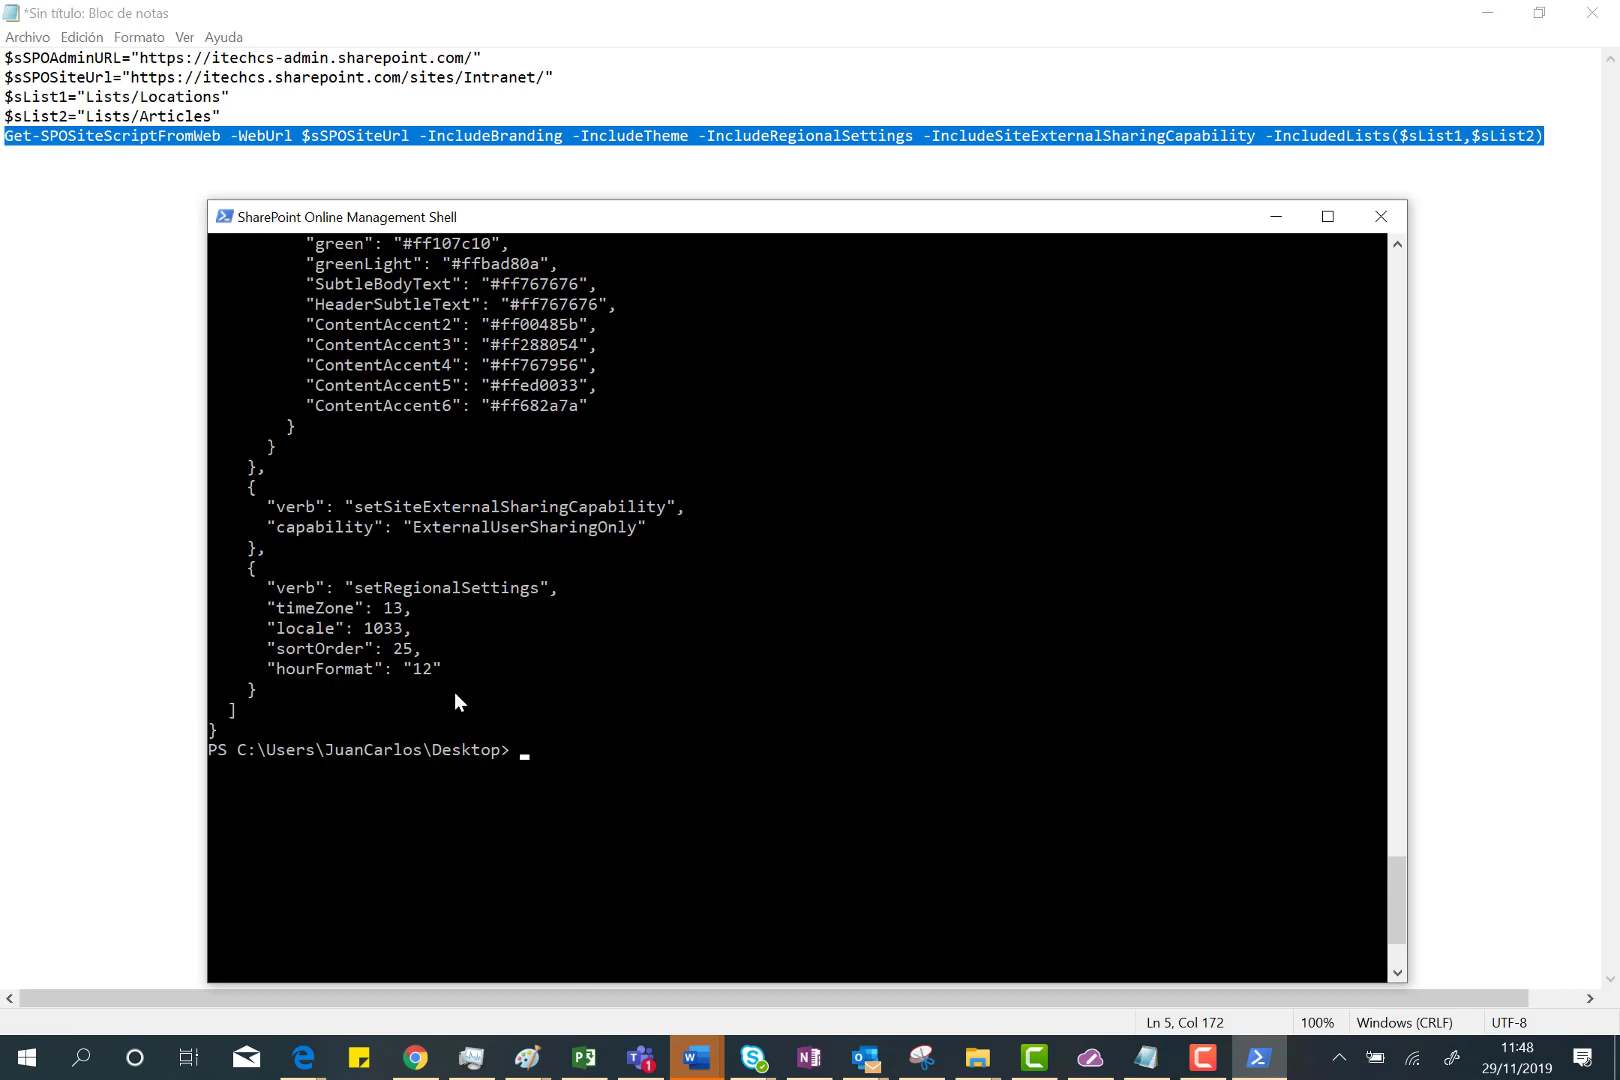 *Sin título: Bloc de notas
Archivo Edición Formato Ver Ayuda
$sSPOAdminURL="https://itechcs-admin.sharepoint.com/"
$sSPOSiteUrl="https://itechcs.sharepoint.com/sites/Intranet/"
$sList1="Lists/Locations"
$sList2="Lists/Articles"
Get-SPOSiteScriptFromWeb -WebUrl $sSPOSiteUrl -IncludeBranding -IncludeTheme -IncludeRegionalSettings -IncludeSiteExternalSharingCapability -IncludedLists($sList1,$sList2)
SharePoint Online Management Shell
"green": "#ff107c10",
"greenLight": "#ffbad80a",
"SubtleBodyText": "#ff767676",
"HeaderSubtleText": "#ff767676",
"ContentAccent2": "#ff00485b",
"ContentAccent3": "#ff288054",
"ContentAccent4": "#ff767956",
"ContentAccent5": "#ffed0033",
"ContentAccent6": "#ff682a7a"
}
}
},
{
"verb": "setSiteExternalSharingCapability",
"capability": "ExternalUserSharingOnly"
},
{
"verb": "setRegionalSettings",
"timeZone": 13,
"locale": 1033,
"sortOrder": 25,
"hourFormat": "12"
}
]
}
PS C:\Users\JuanCarlos\Desktop> _
Ln 5, Col 172 100% Windows (CRLF) UTF-8
11:48
29/11/2019